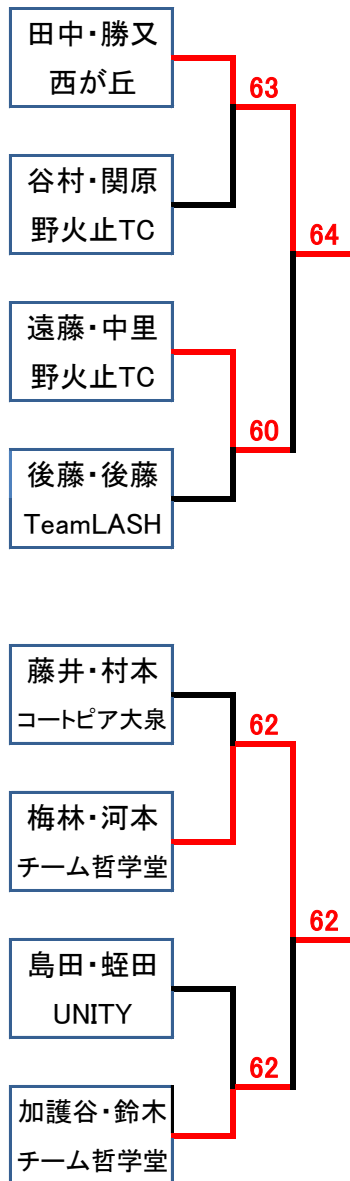 田中・勝又
西が丘
63
谷村・関原
野火止TC
64
遠藤・中里
野火止TC
60
後藤・後藤
TeamLASH
藤井・村本
コートピア大泉
62
梅林・河本
チーム哲学堂
62
島田・蛭田
UNITY
62
加護谷・鈴木
チーム哲学堂